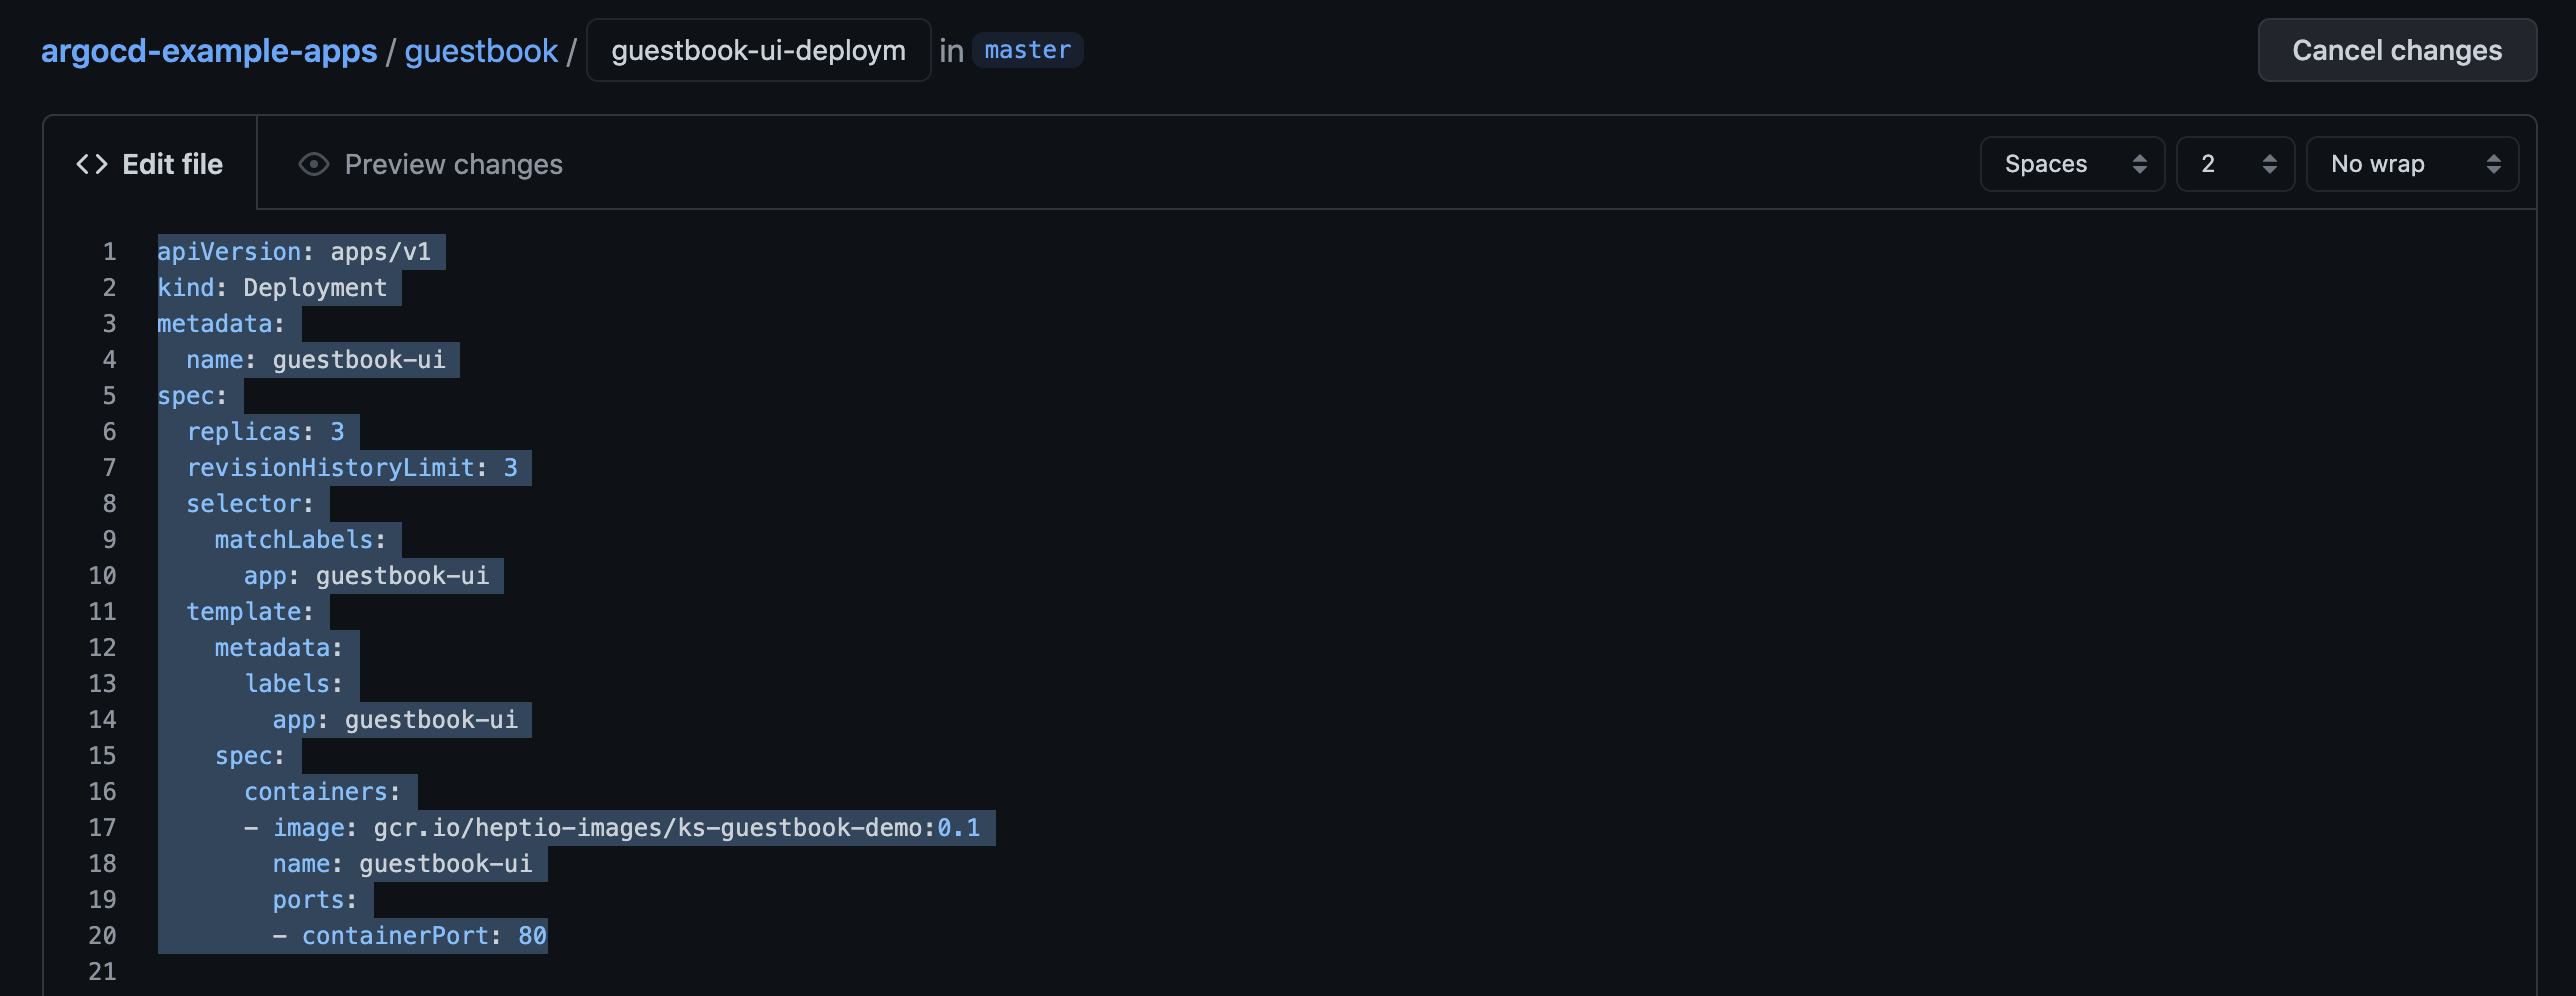 argocd-example-apps / guestbook / guestbook-ui-deploym in master
Cancel changes
Edit file
Preview changes
Spaces
2
No wrap
1 apiVersion: apps/v1
2 kind: Deployment
3 metadata:
4   name: guestbook-ui
5 spec:
6   replicas: 3
7   revisionHistoryLimit: 3
8   selector:
9     matchLabels:
10       app: guestbook-ui
11   template:
12     metadata:
13       labels:
14         app: guestbook-ui
15     spec:
16       containers:
17       - image: gcr.io/heptio-images/ks-guestbook-demo:0.1
18         name: guestbook-ui
19         ports:
20         - containerPort: 80
21